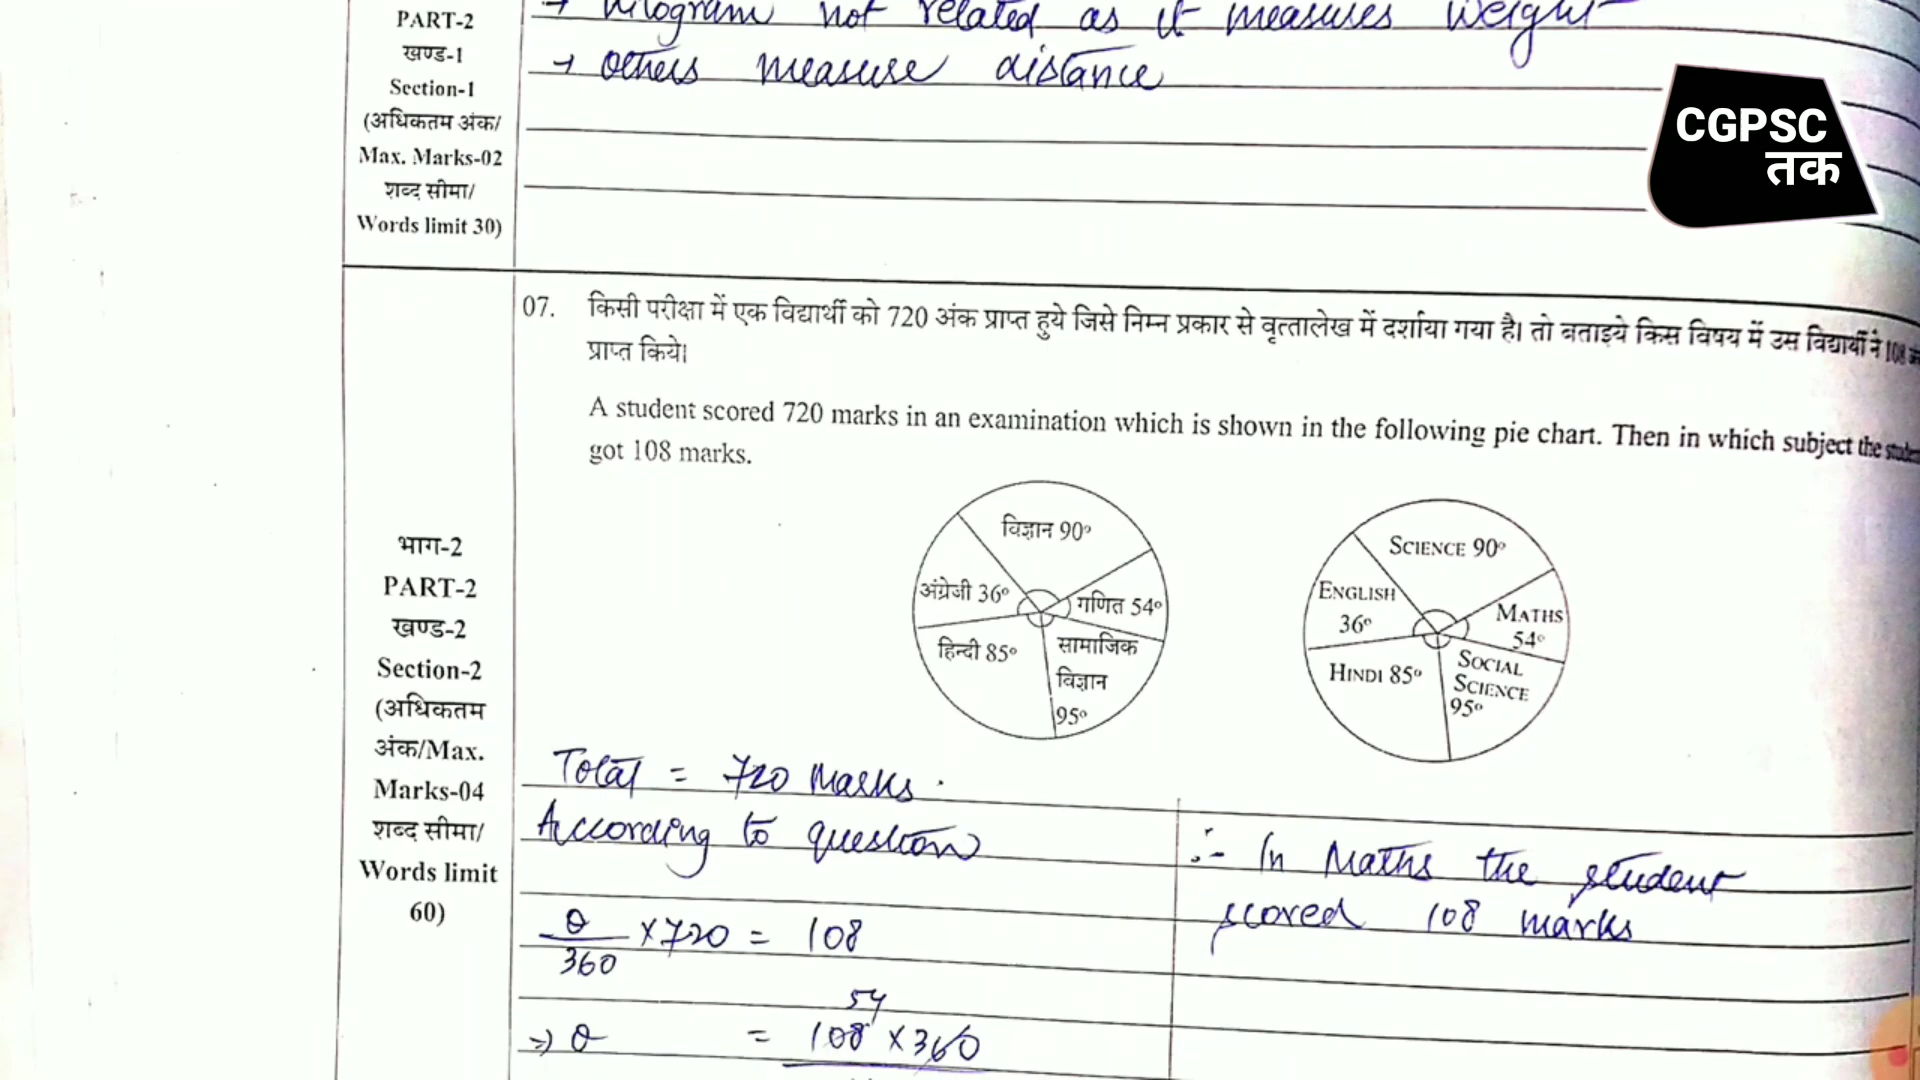 PART-2
खण्ड-1
Section-1
(अधिकतम अंक/
Max. Marks-02
शब्द सीमा/
Words limit 30)
→ kilogram not related as it measures weight
→ others measure distance
CGPSC
तक
07. किसी परीक्षा में एक विद्यार्थी को 720 अंक प्राप्त हुये जिसे निम्न प्रकार से वृत्तालेख में दर्शाया गया है। तो बताइये किस विषय में उस विद्यार्थी ने 108
प्राप्त किये।
A student scored 720 marks in an examination which is shown in the following pie chart. Then in which subject the student
got 108 marks.
विज्ञान 90°
अंग्रेजी 36°
गणित 54°
हिन्दी 85°
सामाजिक
विज्ञान
95°
SCIENCE 90°
ENGLISH
36°
MATHS
54°
HINDI 85°
SOCIAL
SCIENCE
95°
भाग-2
PART-2
खण्ड-2
Section-2
(अधिकतम
अंक/Max.
Marks-04
शब्द सीमा/
Words limit
60)
Total = 720 Marks.
According to question
θ/360 × 720 = 108
54
⇒ θ = 108 × 360
∴ In Maths the student
scored 108 marks